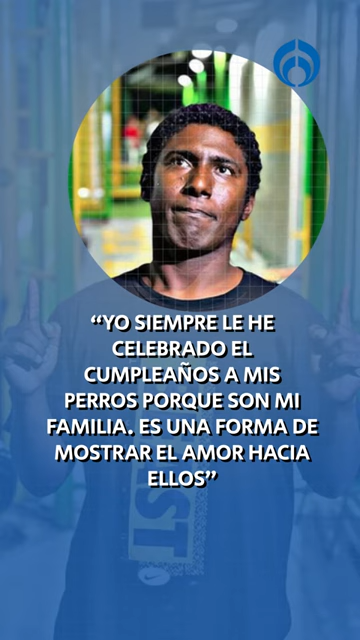 “YO SIEMPRE LE HE
CELEBRADO EL
CUMPLEAÑOS A MIS
PERROS PORQUE SON MI
FAMILIA. ES UNA FORMA DE
MOSTRAR EL AMOR HACIA
ELLOS”